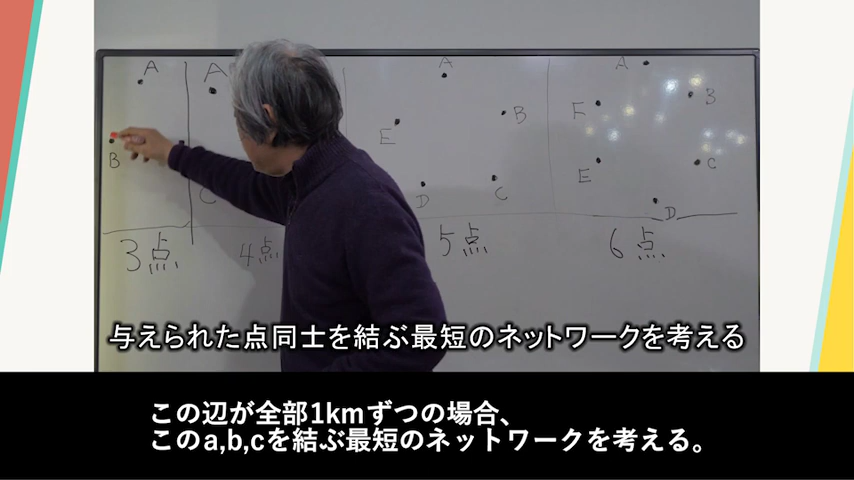 A
B
3点
A
C
4点
A
B
E
D
C
5点
A
B
F
C
E
D
6点
与えられた点同士を結ぶ最短のネットワークを考える
この辺が全部1kmずつの場合、
このa,b,cを結ぶ最短のネットワークを考える。